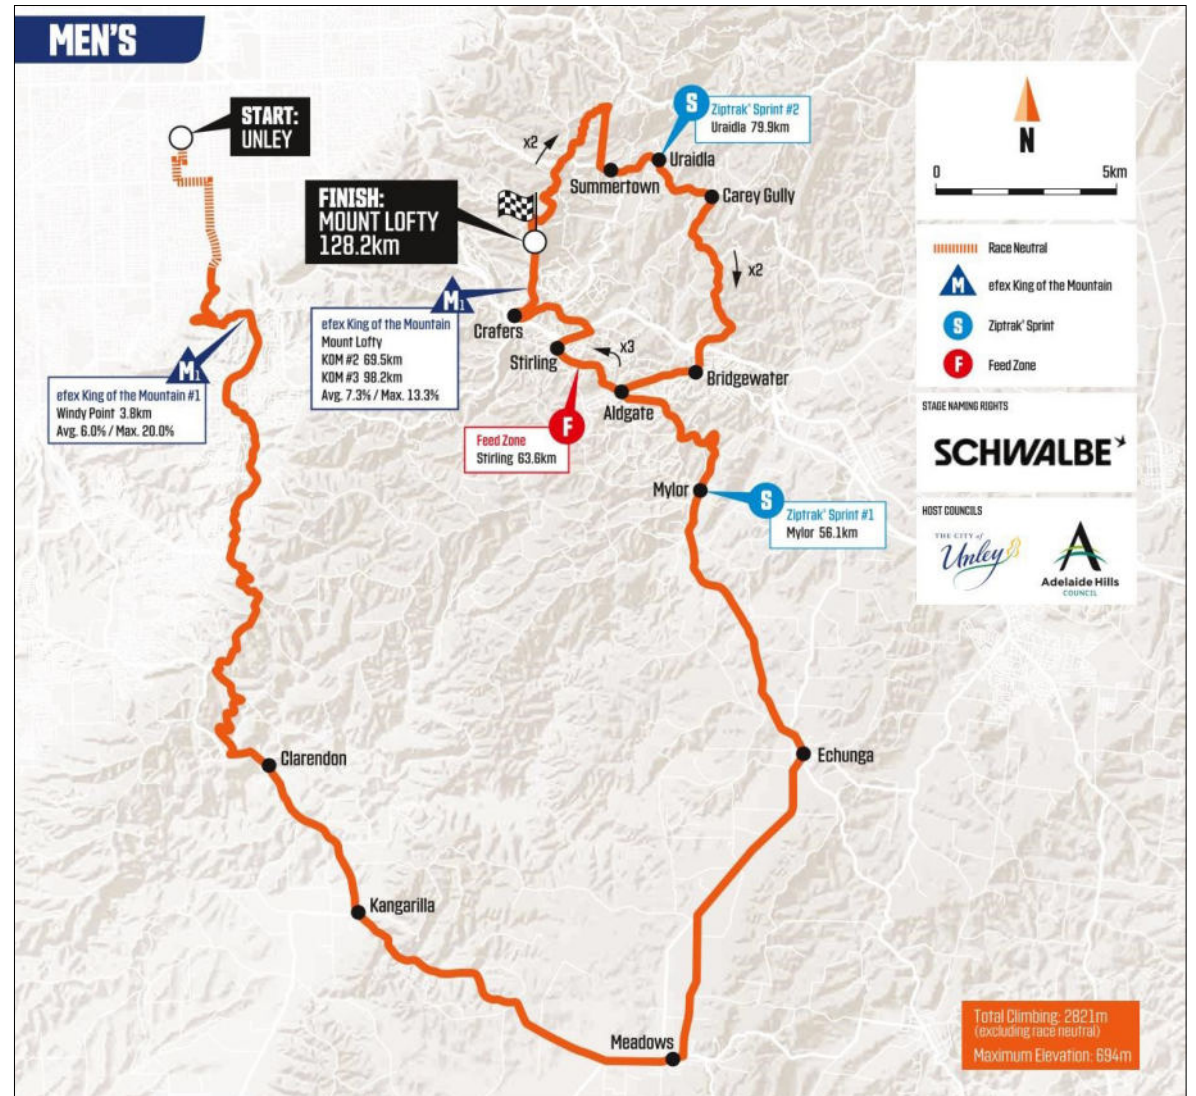 MEN'S
START:
UNLEY
FINISH:
MOUNT LOFTY
128.2km
x2
S
Ziptrak® Sprint #2
Uraidla 79.9km
Uraidla
Summertown
Carey Gully
x2
M1
efex King of the Mountain
Mount Lofty
KOM #2 69.5km
KOM #3 98.2km
Avg. 7.3% / Max. 13.3%
Crafers
Stirling
x3
Bridgewater
Aldgate
M1
efex King of the Mountain #1
Windy Point 3.8km
Avg. 6.0% / Max. 20.0%
F
Feed Zone
Stirling 63.6km
Mylor
S
Ziptrak® Sprint #1
Mylor 56.1km
Clarendon
Echunga
Kangarilla
Meadows
N
0 5km
Race Neutral
M efex King of the Mountain
S Ziptrak® Sprint
F Feed Zone
STAGE NAMING RIGHTS
SCHWALBE
HOST COUNCILS
THE CITY of
Unley
Adelaide Hills
COUNCIL
Total Climbing: 2821m
(excluding race neutral)
Maximum Elevation: 694m